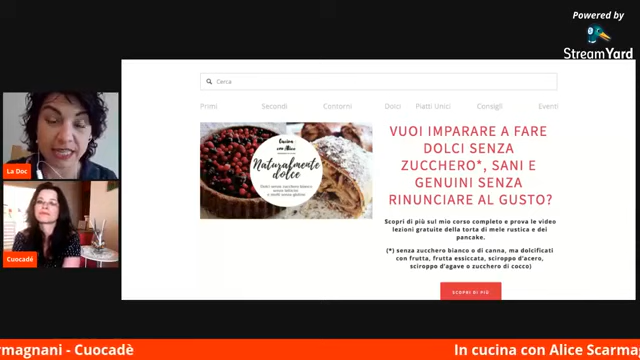 Powered by
StreamYard
Cerca
Primi Secondi Contorni Dolci Piatti Unici Consigli Eventi
Cucina
con Alice
Naturalmente
dolce
VUOI IMPARARE A FARE
DOLCI SENZA
ZUCCHERO*, SANI E
GENUINI SENZA
RINUNCIARE AL GUSTO?
Scopri di più sul mio corso completo e prova le video
lezioni gratuite della torta di mele rustica e dei
pancake.
(*) senza zucchero bianco o di canna, ma dolcificati
con frutta, frutta essiccata, sciroppo d'acero,
sciroppo d'agave o zucchero di cocco)
SCOPRI DI PIÙ
La Doc
Cuocadè
rmagnani - Cuocadè In cucina con Alice Scarma